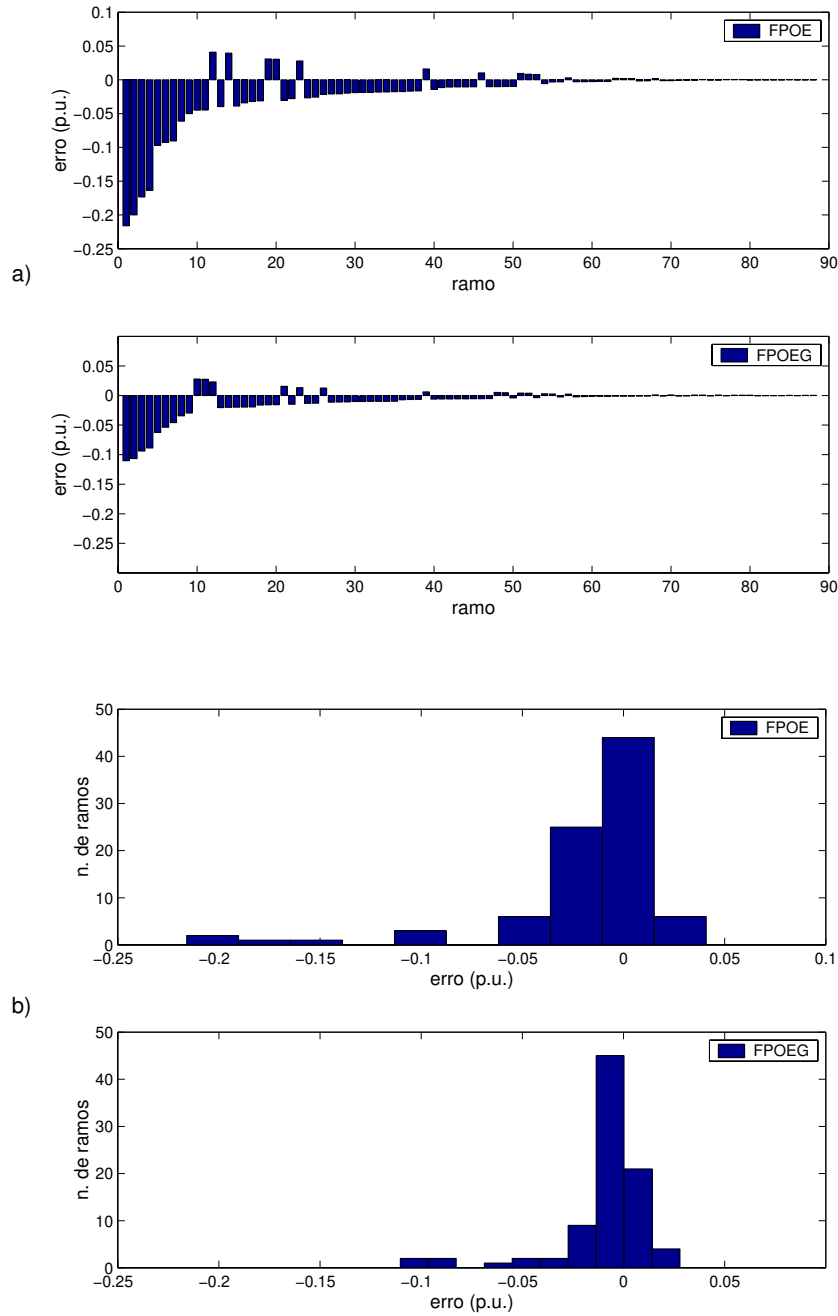 0.1
0.05
0
−0.05
−0.1
−0.15
−0.2
−0.25
erro (p.u.)
FPOE
0 10 20 30 40 50 60 70 80 90
ramo
a)
0.05
0
−0.05
−0.1
−0.15
−0.2
−0.25
erro (p.u.)
FPOEG
0 10 20 30 40 50 60 70 80 90
ramo
50
40
30
20
10
0
n. de ramos
FPOE
−0.25 −0.2 −0.15 −0.1 −0.05 0 0.05 0.1
erro (p.u.)
b)
50
40
30
20
10
0
n. de ramos
FPOEG
−0.25 −0.2 −0.15 −0.1 −0.05 0 0.05
erro (p.u.)